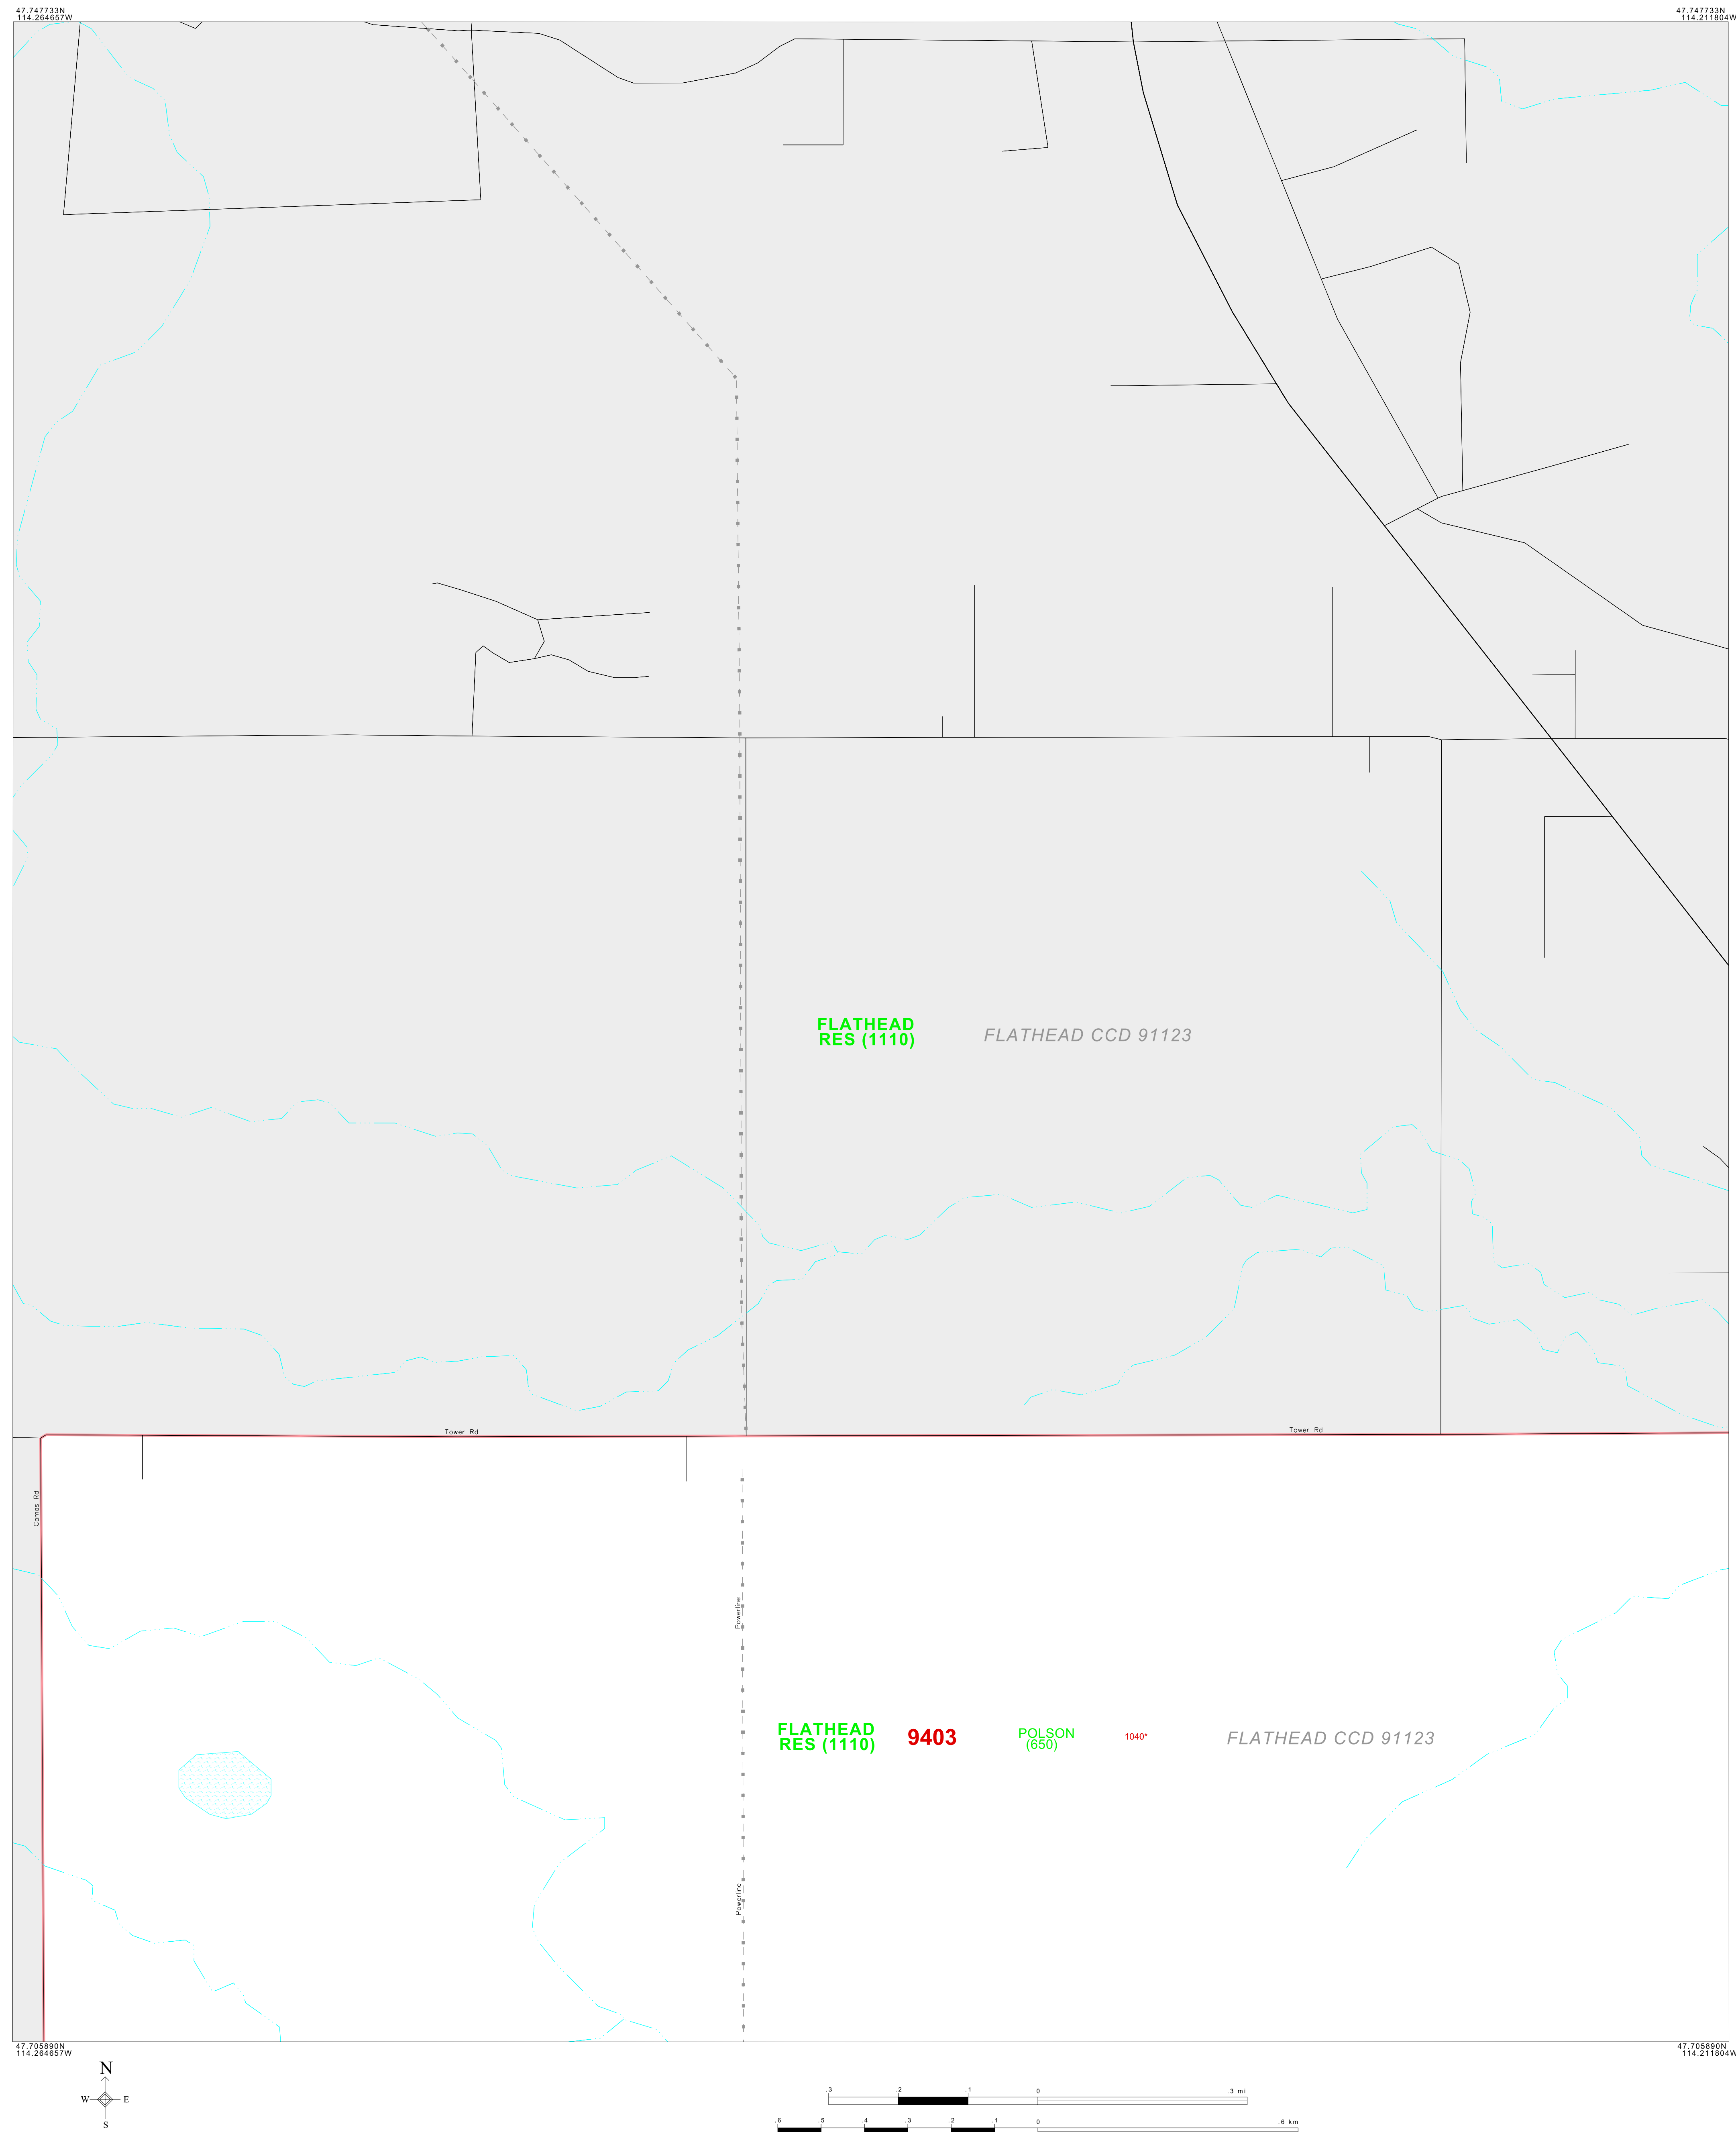 47.747733N
114.264657W
47.747733N
114.211804W
FLATHEAD
RES (1110)
FLATHEAD CCD 91123
Tower Rd
Tower Rd
Camas Rd
Powerline
FLATHEAD
RES (1110)
9403
POLSON
(650)
1040*
FLATHEAD CCD 91123
Powerline
47.705890N
114.264657W
47.705890N
114.211804W
N
W
E
S
.3 .2 .1 0 .3 mi
.6 .5 .4 .3 .2 .1 0 .6 km